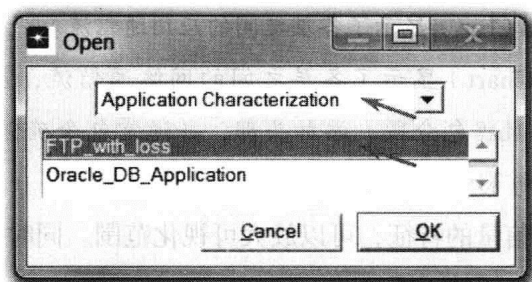 Open
Application Characterization
FTP_with_loss
Oracle_DB_Application
Cancel OK